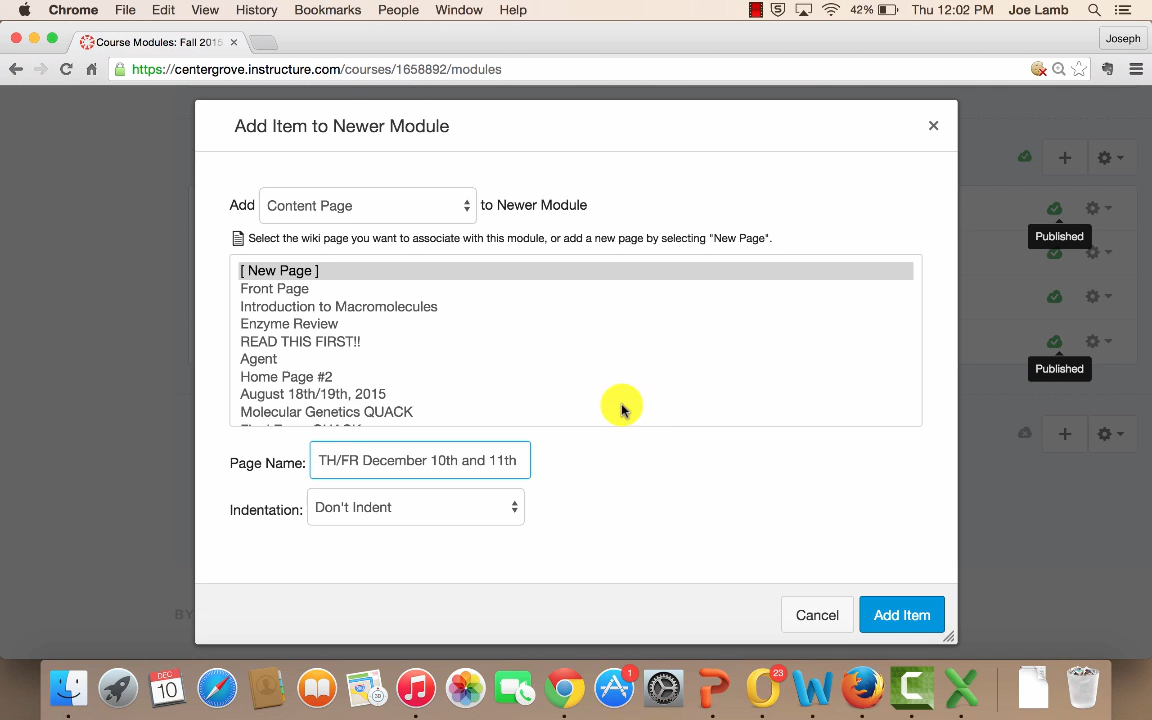 Chrome File Edit View History Bookmarks People Window Help 42% Thu 12:02 PM Joe Lamb
Course Modules: Fall 2015 Joseph
https://centergrove.instructure.com/courses/1658892/modules
Add Item to Newer Module
Add Content Page to Newer Module
Select the wiki page you want to associate with this module, or add a new page by selecting "New Page".
Published
[ New Page ]
Front Page
Introduction to Macromolecules
Enzyme Review
READ THIS FIRST!!
Agent
Published
Home Page #2
August 18th/19th, 2015
Molecular Genetics QUACK
Page Name: TH/FR December 10th and 11th
Indentation: Don't Indent
BY
Cancel Add Item
DEC
10
1
23